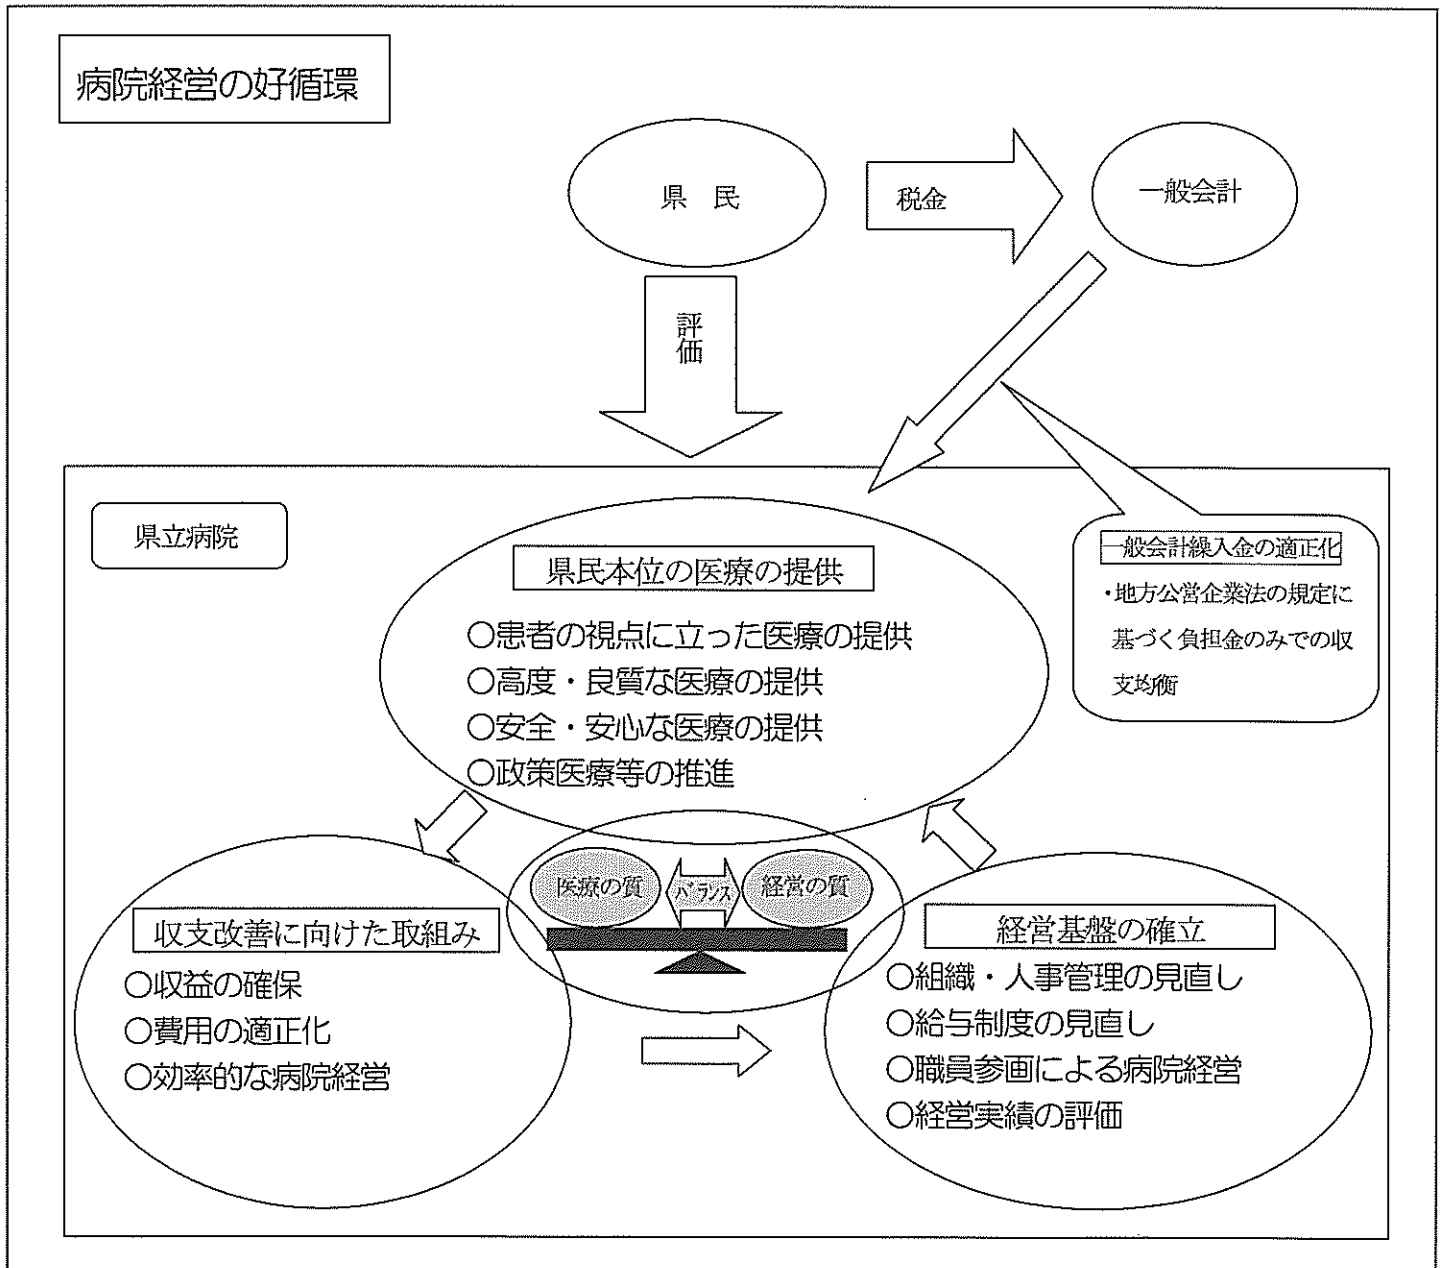 病院経営の好循環
県 民
税金
一般会計
評価
県立病院
県民本位の医療の提供
○患者の視点に立った医療の提供
○高度・良質な医療の提供
○安全・安心な医療の提供
○政策医療等の推進
一般会計繰入金の適正化
・地方公営企業法の規定に
基づく負担金のみでの収
支均衡
医療の質
バランス
経営の質
収支改善に向けた取組み
○収益の確保
○費用の適正化
○効率的な病院経営
経営基盤の確立
○組織・人事管理の見直し
○給与制度の見直し
○職員参画による病院経営
○経営実績の評価